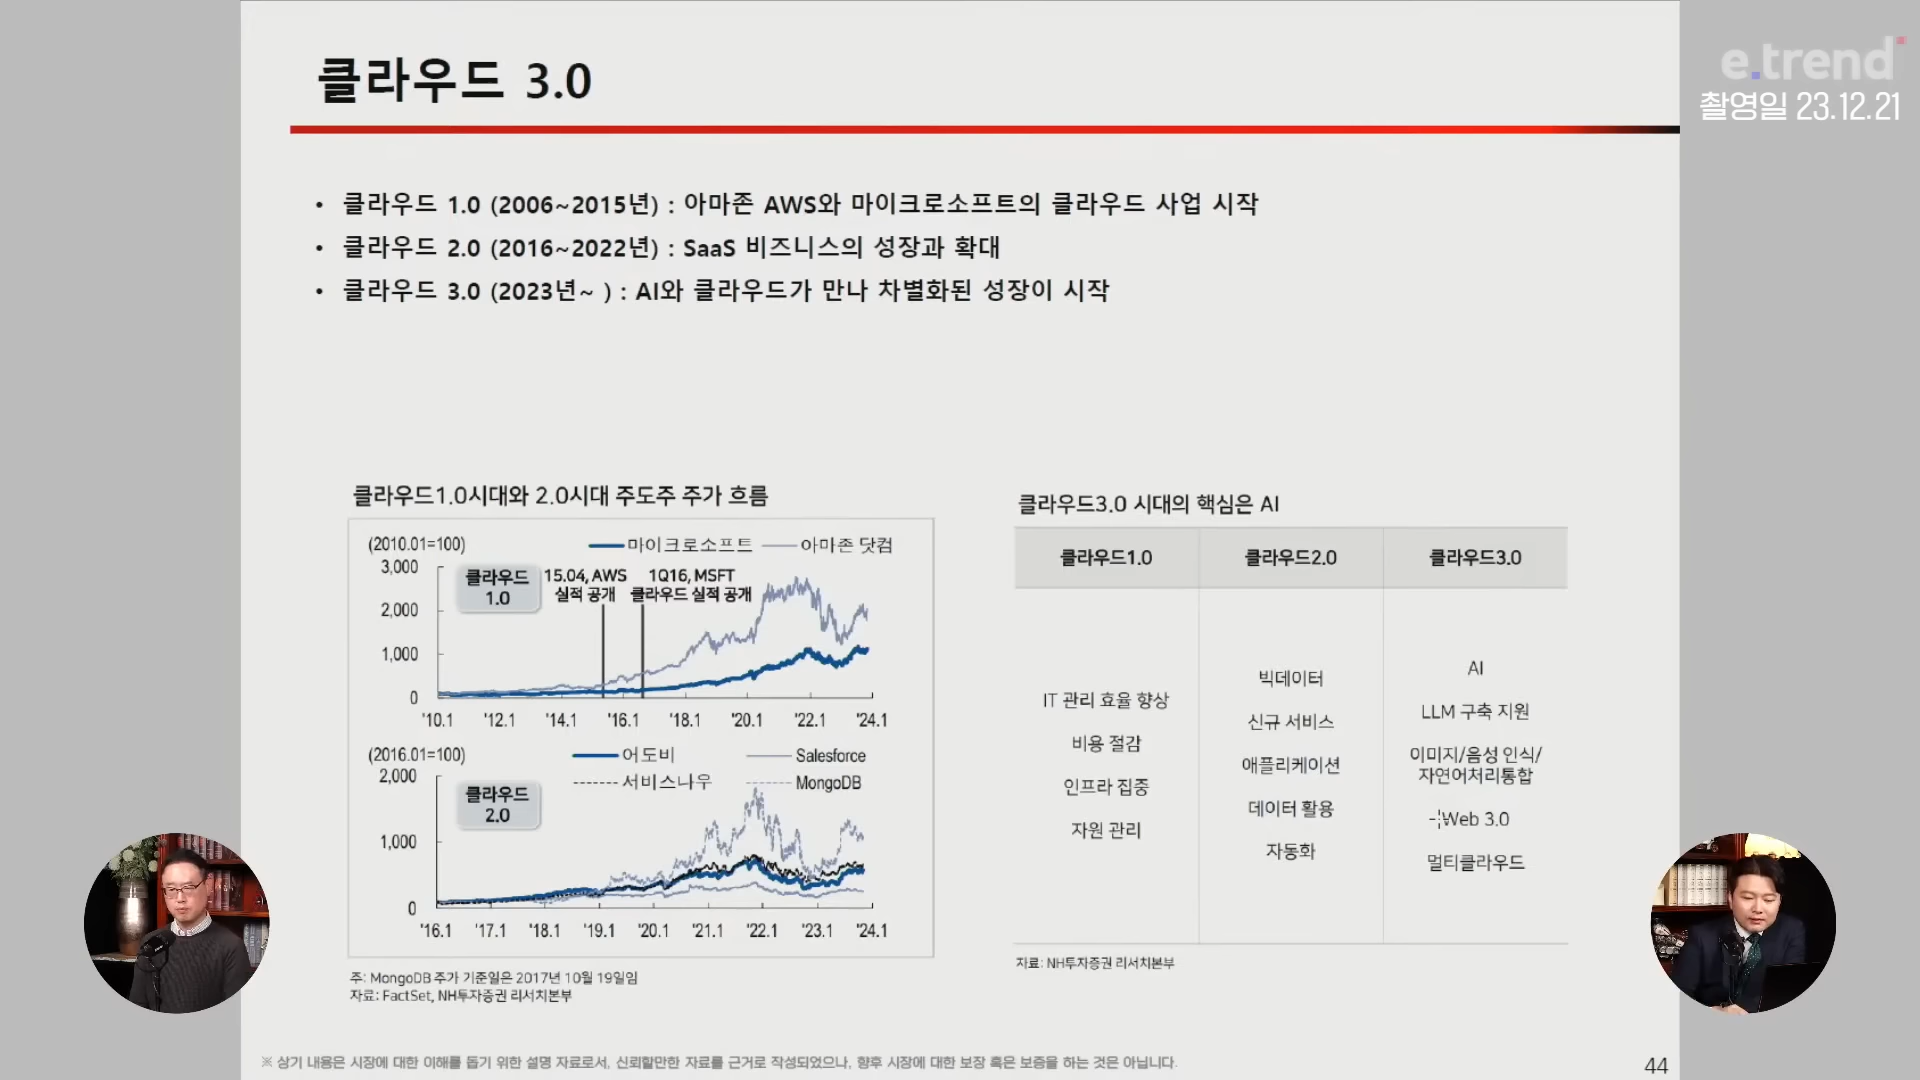 클라우드 3.0
e.trend
촬영일 23.12.21
• 클라우드 1.0 (2006~2015년) : 아마존 AWS와 마이크로소프트의 클라우드 사업 시작
• 클라우드 2.0 (2016~2022년) : SaaS 비즈니스의 성장과 확대
• 클라우드 3.0 (2023년~ ) : AI와 클라우드가 만나 차별화된 성장이 시작
클라우드1.0시대와 2.0시대 주도주 주가 흐름
(2010.01=100)
마이크로소프트
아마존 닷컴
3,000
2,000
1,000
0
클라우드
1.0
15.04, AWS
실적 공개
1Q16, MSFT
클라우드 실적 공개
'10.1 '12.1 '14.1 '16.1 '18.1 '20.1 '22.1 '24.1
(2016.01=100)
어도비
Salesforce
서비스나우
MongoDB
2,000
1,000
0
클라우드
2.0
'16.1 '17.1 '18.1 '19.1 '20.1 '21.1 '22.1 '23.1 '24.1
주: MongoDB 주가 기준일은 2017년 10월 19일임
자료: FactSet, NH투자증권 리서치본부
클라우드3.0 시대의 핵심은 AI
클라우드1.0
클라우드2.0
클라우드3.0
IT 관리 효율 향상
비용 절감
인프라 집중
자원 관리
빅데이터
신규 서비스
애플리케이션
데이터 활용
자동화
AI
LLM 구축 지원
이미지/음성 인식/
자연어처리통합
Web 3.0
멀티클라우드
자료: NH투자증권 리서치본부
※ 상기 내용은 시장에 대한 이해를 돕기 위한 설명 자료로서, 신뢰할만한 자료를 근거로 작성되었으나, 향후 시장에 대한 보장 혹은 보증을 하는 것은 아닙니다.
44